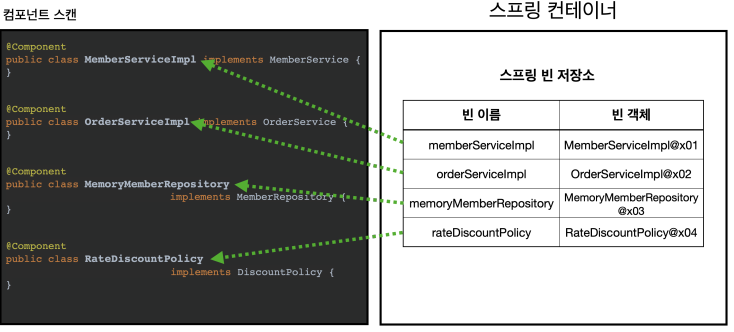 컴포넌트 스캔
@Component
public class MemberServiceImpl implements MemberService {
}
@Component
public class OrderServiceImpl implements OrderService {
}
@Component
public class MemoryMemberRepository
implements MemberRepository {
}
@Component
public class RateDiscountPolicy
implements DiscountPolicy {
}
스프링 컨테이너
스프링 빈 저장소
빈 이름 빈 객체
memberServiceImpl MemberServiceImpl@x01
orderServiceImpl OrderServiceImpl@x02
memoryMemberRepository MemoryMemberRepository
@x03
rateDiscountPolicy RateDiscountPolicy@x04